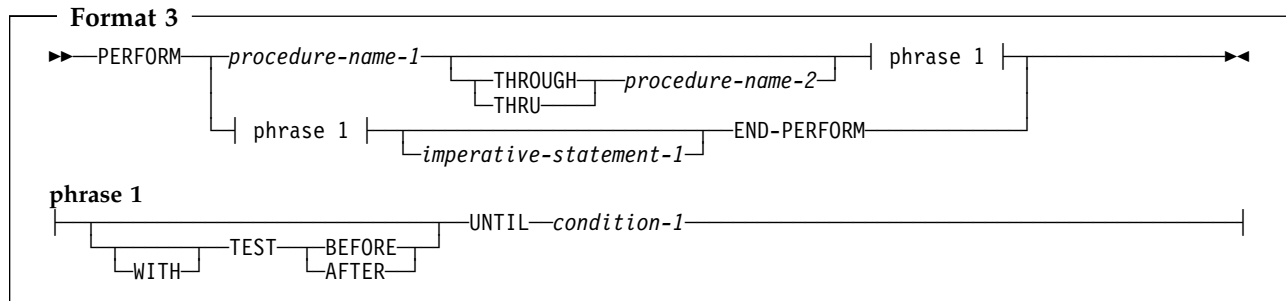 Format 3
PERFORM procedure-name-1 phrase 1
THROUGH procedure-name-2
THRU
phrase 1 END-PERFORM
imperative-statement-1
phrase 1
UNTIL condition-1
TEST BEFORE
WITH AFTER